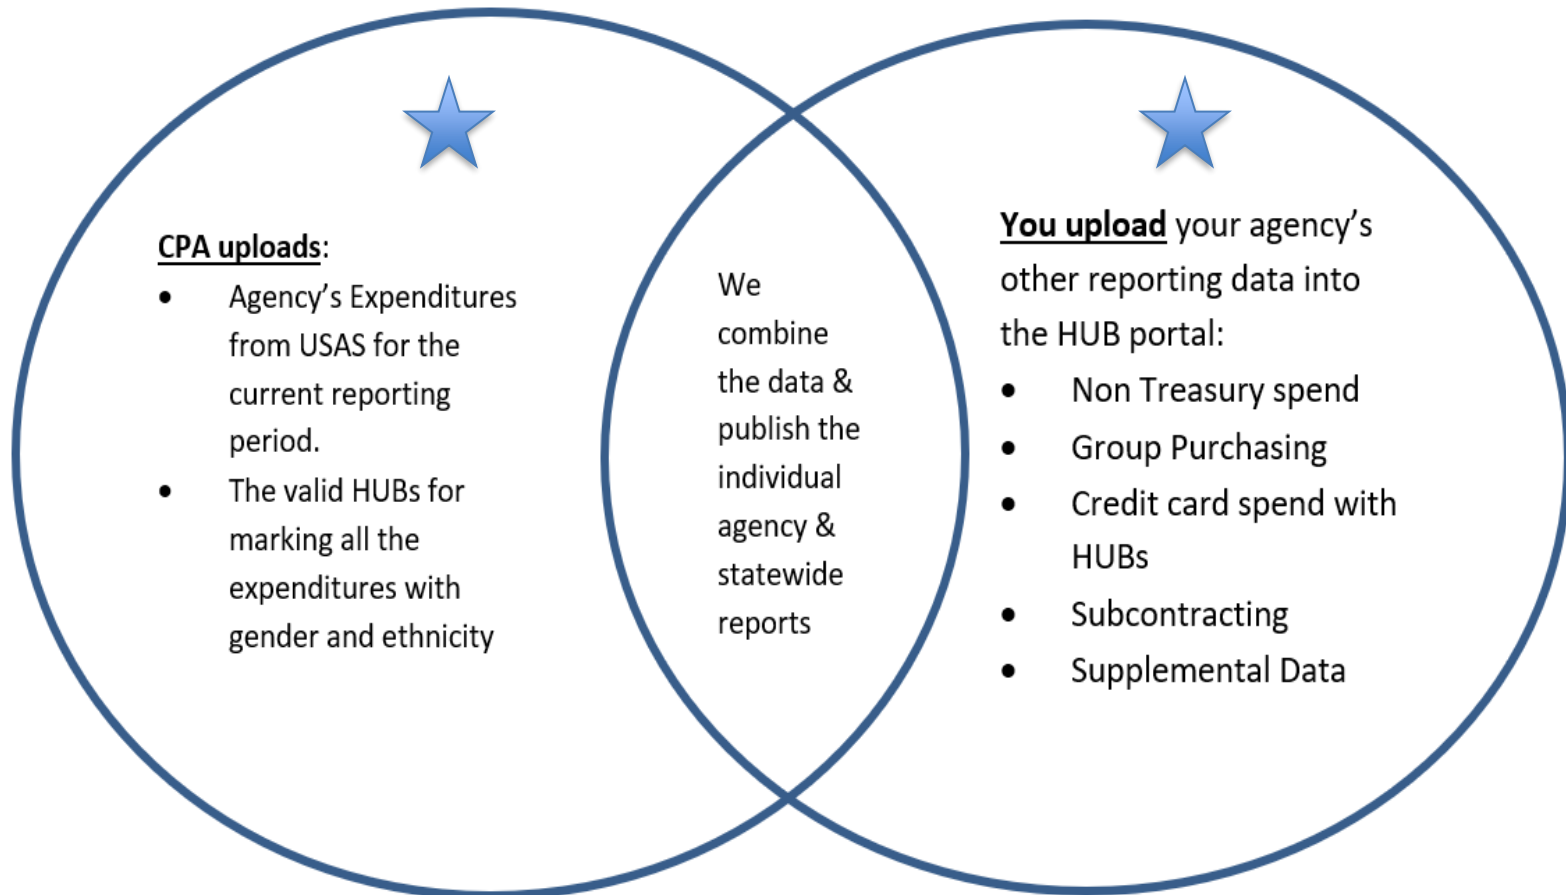 CPA uploads:
• Agency’s Expenditures
from USAS for the
current reporting
period.
• The valid HUBs for
marking all the
expenditures with
gender and ethnicity
We
combine
the data &
publish the
individual
agency &
statewide
reports
You upload your agency’s
other reporting data into
the HUB portal:
• Non Treasury spend
• Group Purchasing
• Credit card spend with
HUBs
• Subcontracting
• Supplemental Data